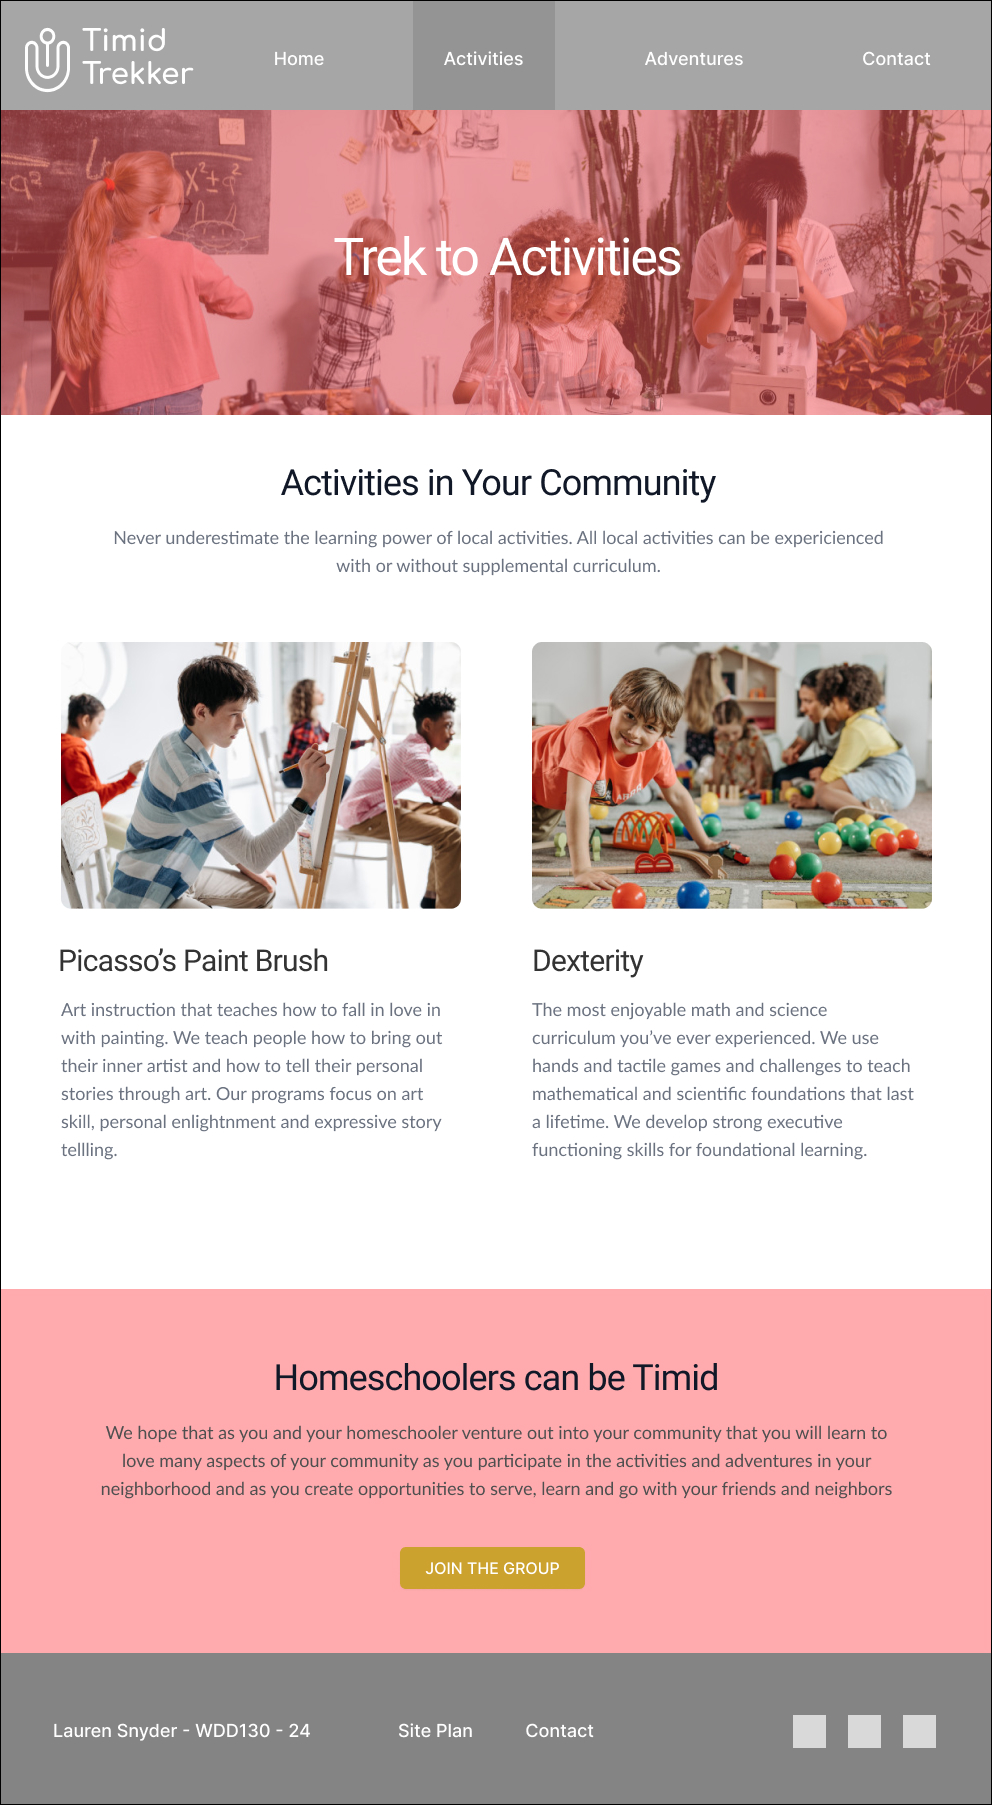 Timid
Trekker
Home
Activities
Adventures
Contact
x²+a²
Trek to Activities
Activities in Your Community
Never underestimate the learning power of local activities. All local activities can be expericienced
with or without supplemental curriculum.
Picasso’s Paint Brush
Art instruction that teaches how to fall in love in
with painting. We teach people how to bring out
their inner artist and how to tell their personal
stories through art. Our programs focus on art
skill, personal enlightnment and expressive story
tellling.
Dexterity
The most enjoyable math and science
curriculum you’ve ever experienced. We use
hands and tactile games and challenges to teach
mathematical and scientific foundations that last
a lifetime. We develop strong executive
functioning skills for foundational learning.
Homeschoolers can be Timid
We hope that as you and your homeschooler venture out into your community that you will learn to
love many aspects of your community as you participate in the activities and adventures in your
neighborhood and as you create opportunities to serve, learn and go with your friends and neighbors
JOIN THE GROUP
Lauren Snyder - WDD130 - 24
Site Plan
Contact